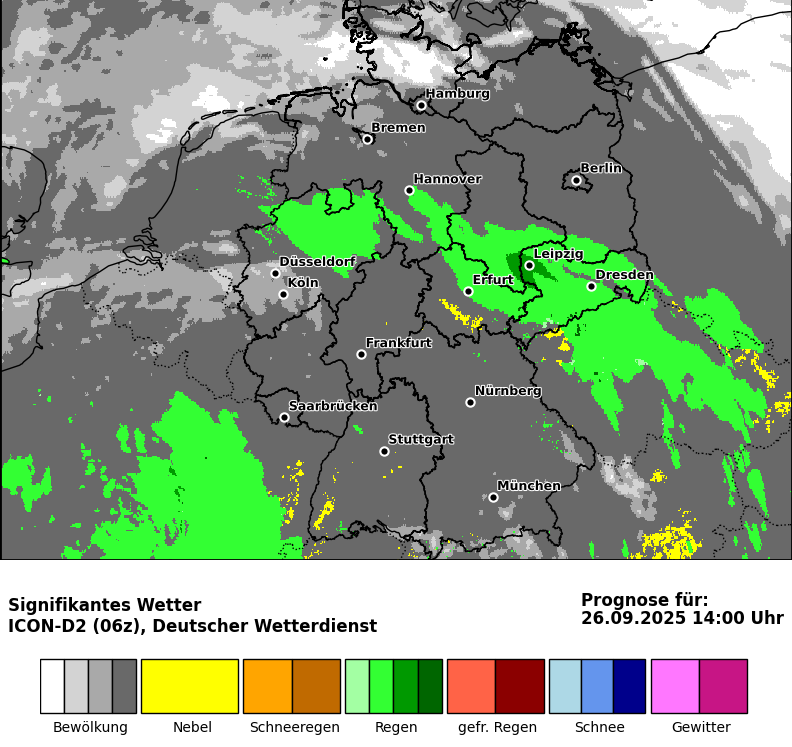 Hamburg
Bremen
Berlin
Hannover
Leipzig
Düsseldorf
Dresden
Köln
Erfurt
Frankfurt
Nürnberg
Saarbrücken
Stuttgart
München
Signifikantes Wetter
ICON-D2 (06z), Deutscher Wetterdienst
Prognose für:
26.09.2025 14:00 Uhr
Bewölkung Nebel Schneeregen Regen gefr. Regen Schnee Gewitter